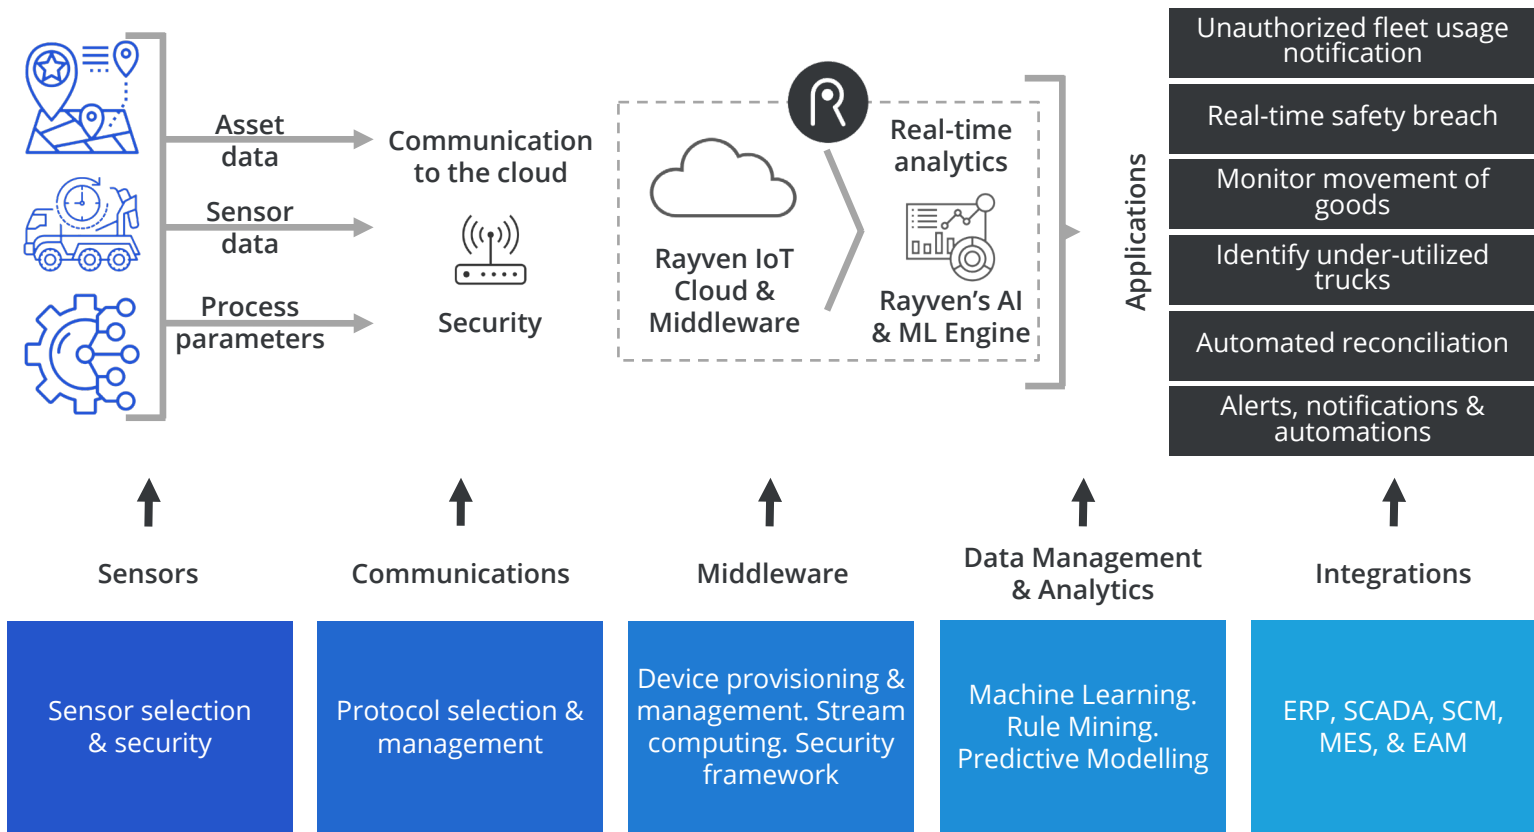 Asset
data
Sensor
data
Process
parameters
Communication
to the cloud
Security
Rayven IoT
Cloud &
Middleware
Real-time
analytics
Rayven’s AI
& ML Engine
Applications
Unauthorized fleet usage
notification
Real-time safety breach
Monitor movement of
goods
Identify under-utilized
trucks
Automated reconciliation
Alerts, notifications &
automations
Sensors
Communications
Middleware
Data Management
& Analytics
Integrations
Sensor selection
& security
Protocol selection &
management
Device provisioning &
management. Stream
computing. Security
framework
Machine Learning.
Rule Mining.
Predictive Modelling
ERP, SCADA, SCM,
MES, & EAM